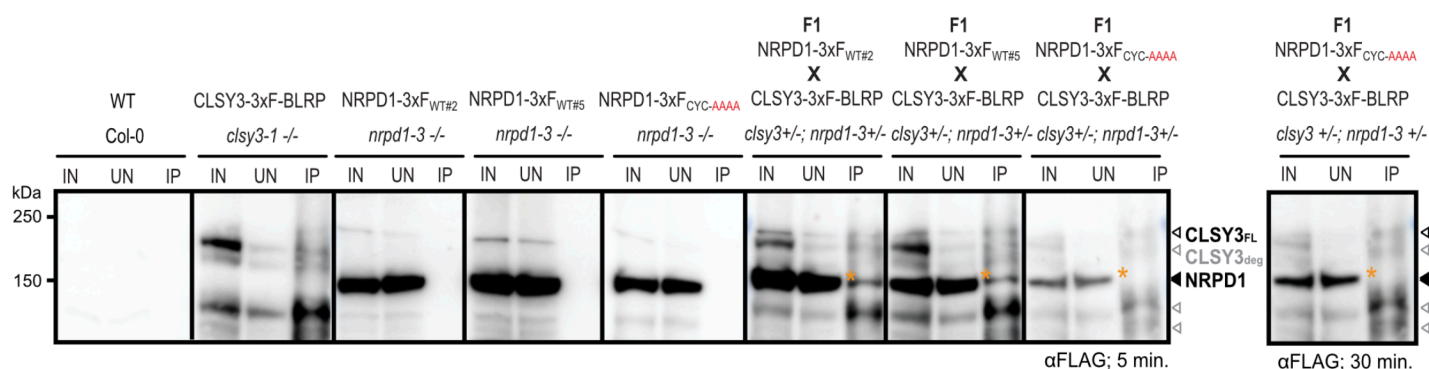 F1 F1 F1 F1
NRPD1-3xFWT#2 NRPD1-3xFWT#5 NRPD1-3xFCYC-AAAA NRPD1-3xFCYC-AAAA
X X X X
WT CLSY3-3xF-BLRP NRPD1-3xFWT#2 NRPD1-3xFWT#5 NRPD1-3xFCYC-AAAA CLSY3-3xF-BLRP CLSY3-3xF-BLRP CLSY3-3xF-BLRP CLSY3-3xF-BLRP
Col-0 clsy3-1 -/- nrpd1-3 -/- nrpd1-3 -/- nrpd1-3 -/- clsy3+/-; nrpd1-3+/- clsy3+/-; nrpd1-3+/- clsy3+/-; nrpd1-3+/- clsy3 +/-; nrpd1-3 +/-
IN UN IP IN UN IP IN UN IP IN UN IP IN UN IP IN UN IP IN UN IP IN UN IP IN UN IP
kDa
250
CLSY3FL
CLSY3deg
150 * * * NRPD1 *
αFLAG; 5 min. αFLAG; 30 min.